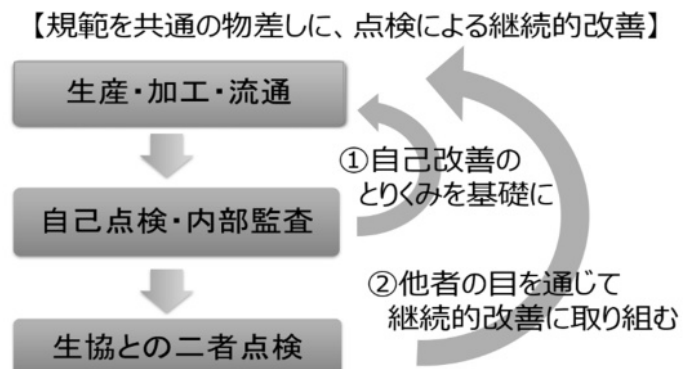 【規範を共通の物差しに、点検による継続的改善】
生産・加工・流通
①自己改善の
とりくみを基礎に
自己点検・内部監査
②他者の目を通じて
継続的改善に取り組む
生協との二者点検